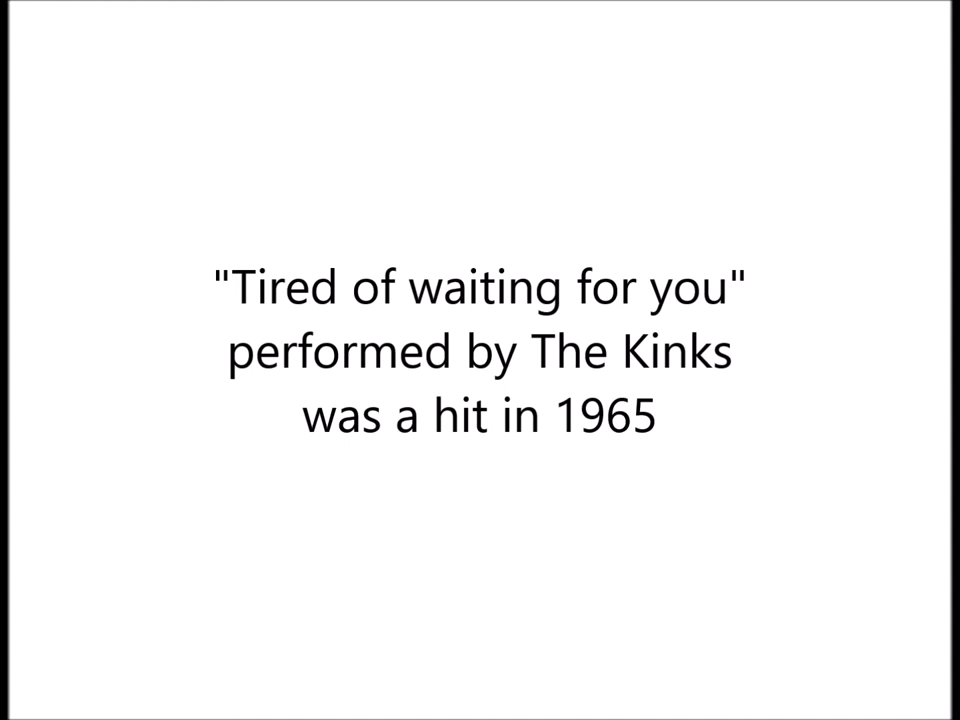 "Tired of waiting for you"
performed by The Kinks
was a hit in 1965